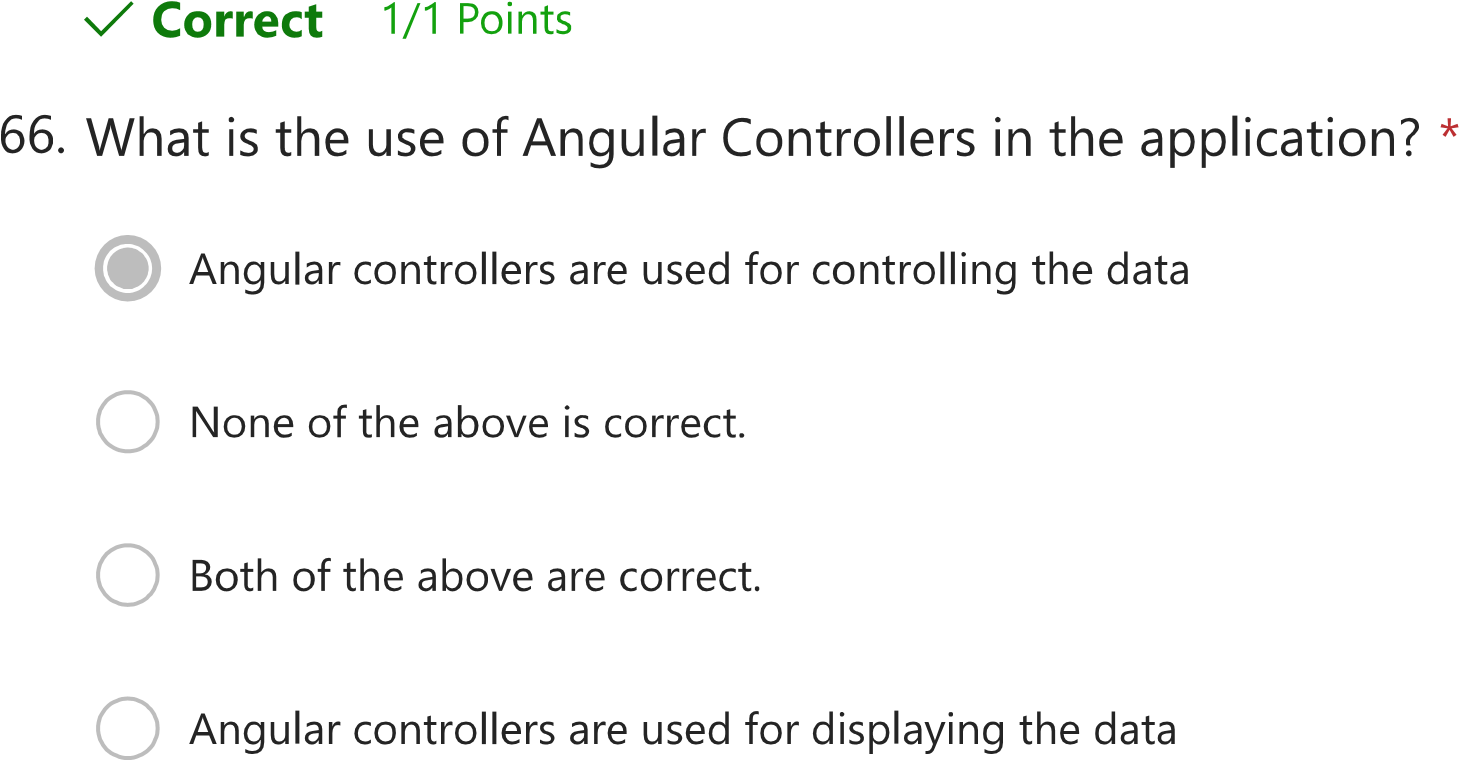 Correct 1/1 Points
66. What is the use of Angular Controllers in the application? *
Angular controllers are used for controlling the data
None of the above is correct.
Both of the above are correct.
Angular controllers are used for displaying the data